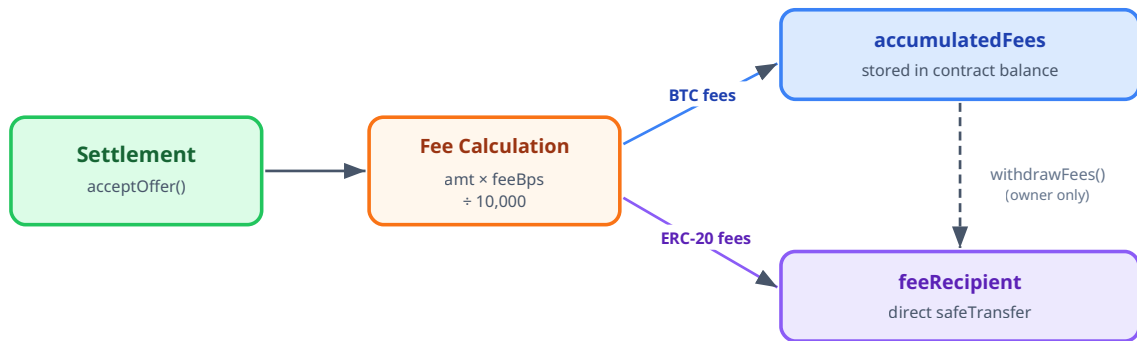 Settlement
acceptOffer()
Fee Calculation
amt × feeBps
÷ 10,000
BTC fees
ERC-20 fees
accumulatedFees
stored in contract balance
withdrawFees()
(owner only)
feeRecipient
direct safeTransfer